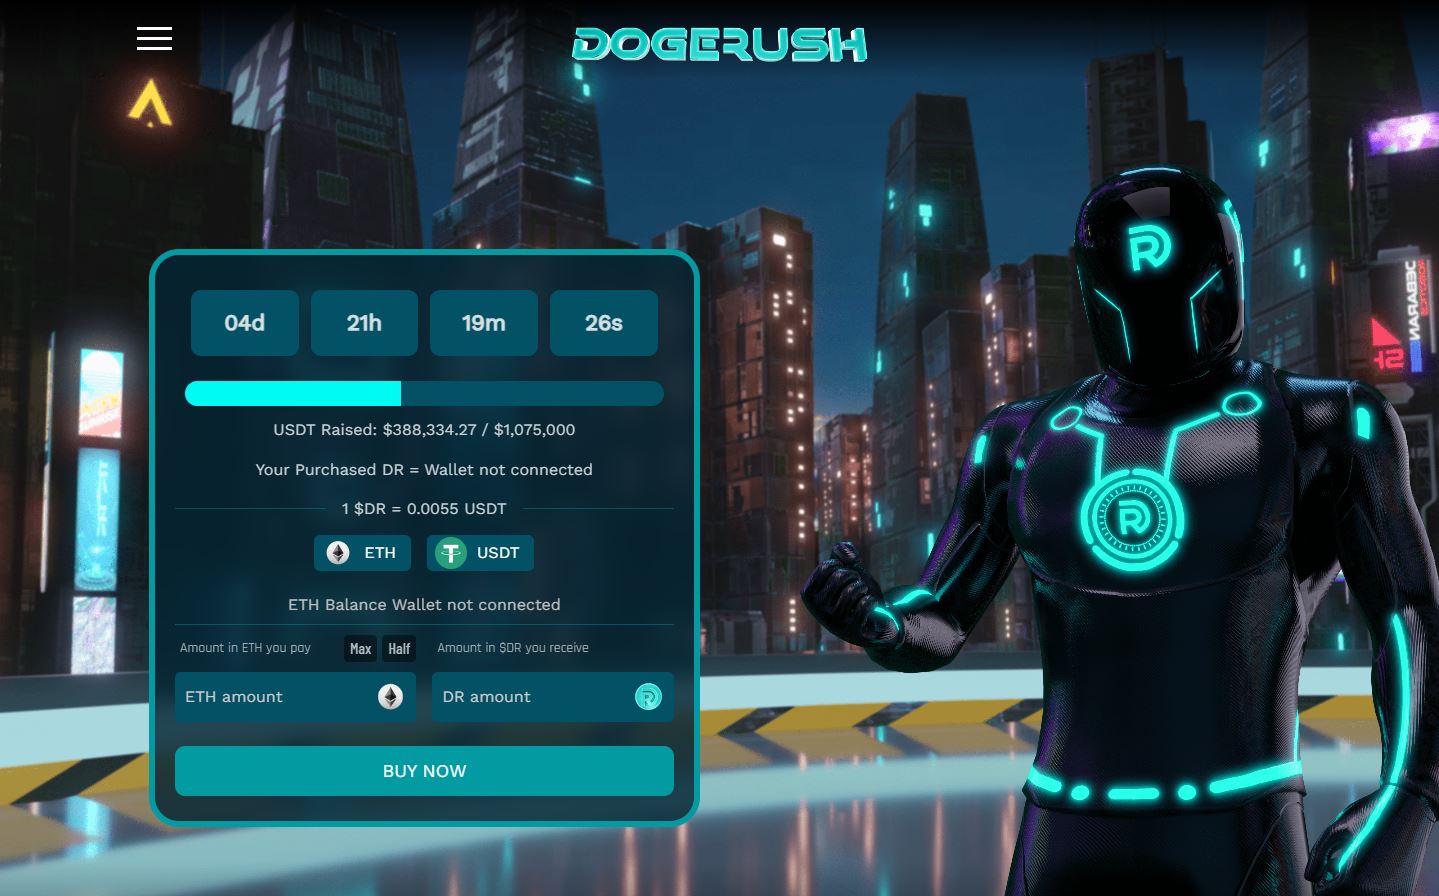 DOGERUSH
04d 21h 19m 26s
USDT Raised: $388,334.27 / $1,075,000
Your Purchased DR = Wallet not connected
1 $DR = 0.0055 USDT
ETH USDT
ETH Balance Wallet not connected
Amount in ETH you pay Max Half Amount in $DR you receive
ETH amount DR amount
BUY NOW